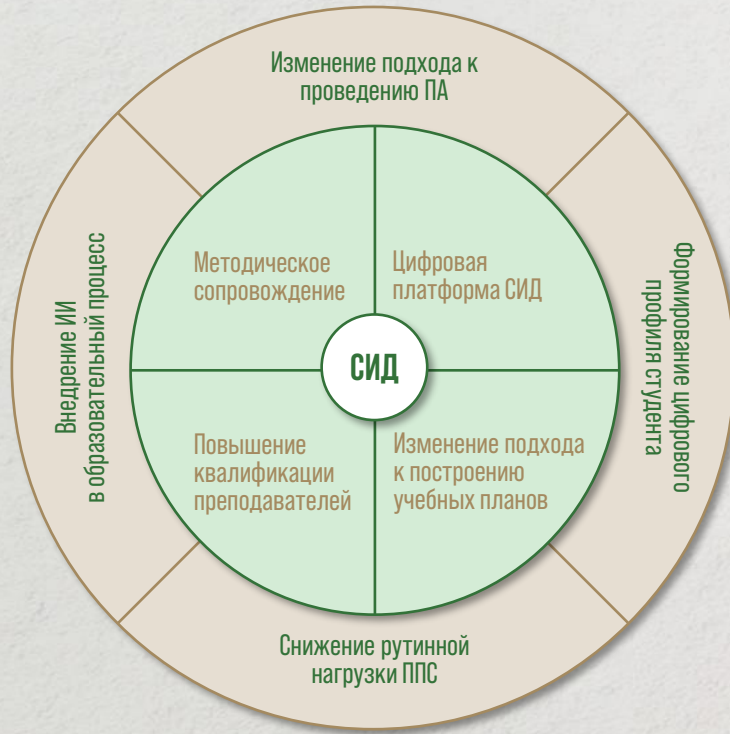 Изменение подхода к
проведению ПА
Внедрение ИИ
в образовательный процесс
Методическое
сопровождение
Цифровая
платформа СИД
СИД
Формирование цифрового
профиля студента
Повышение
квалификации
преподавателей
Изменение подхода
к построению
учебных планов
Снижение рутинной
нагрузки ППС